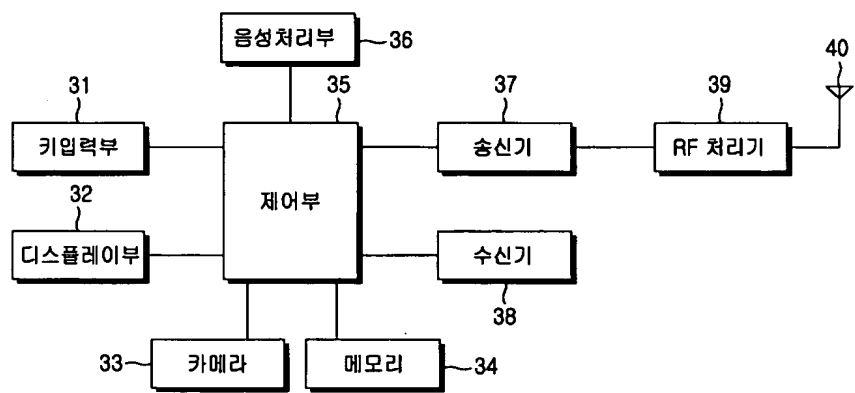 음성처리부
36
40
31
35
37
39
키입력부
제어부
송신기
RF 처리기
32
디스플레이부
수신기
38
33
카메라
메모리
34